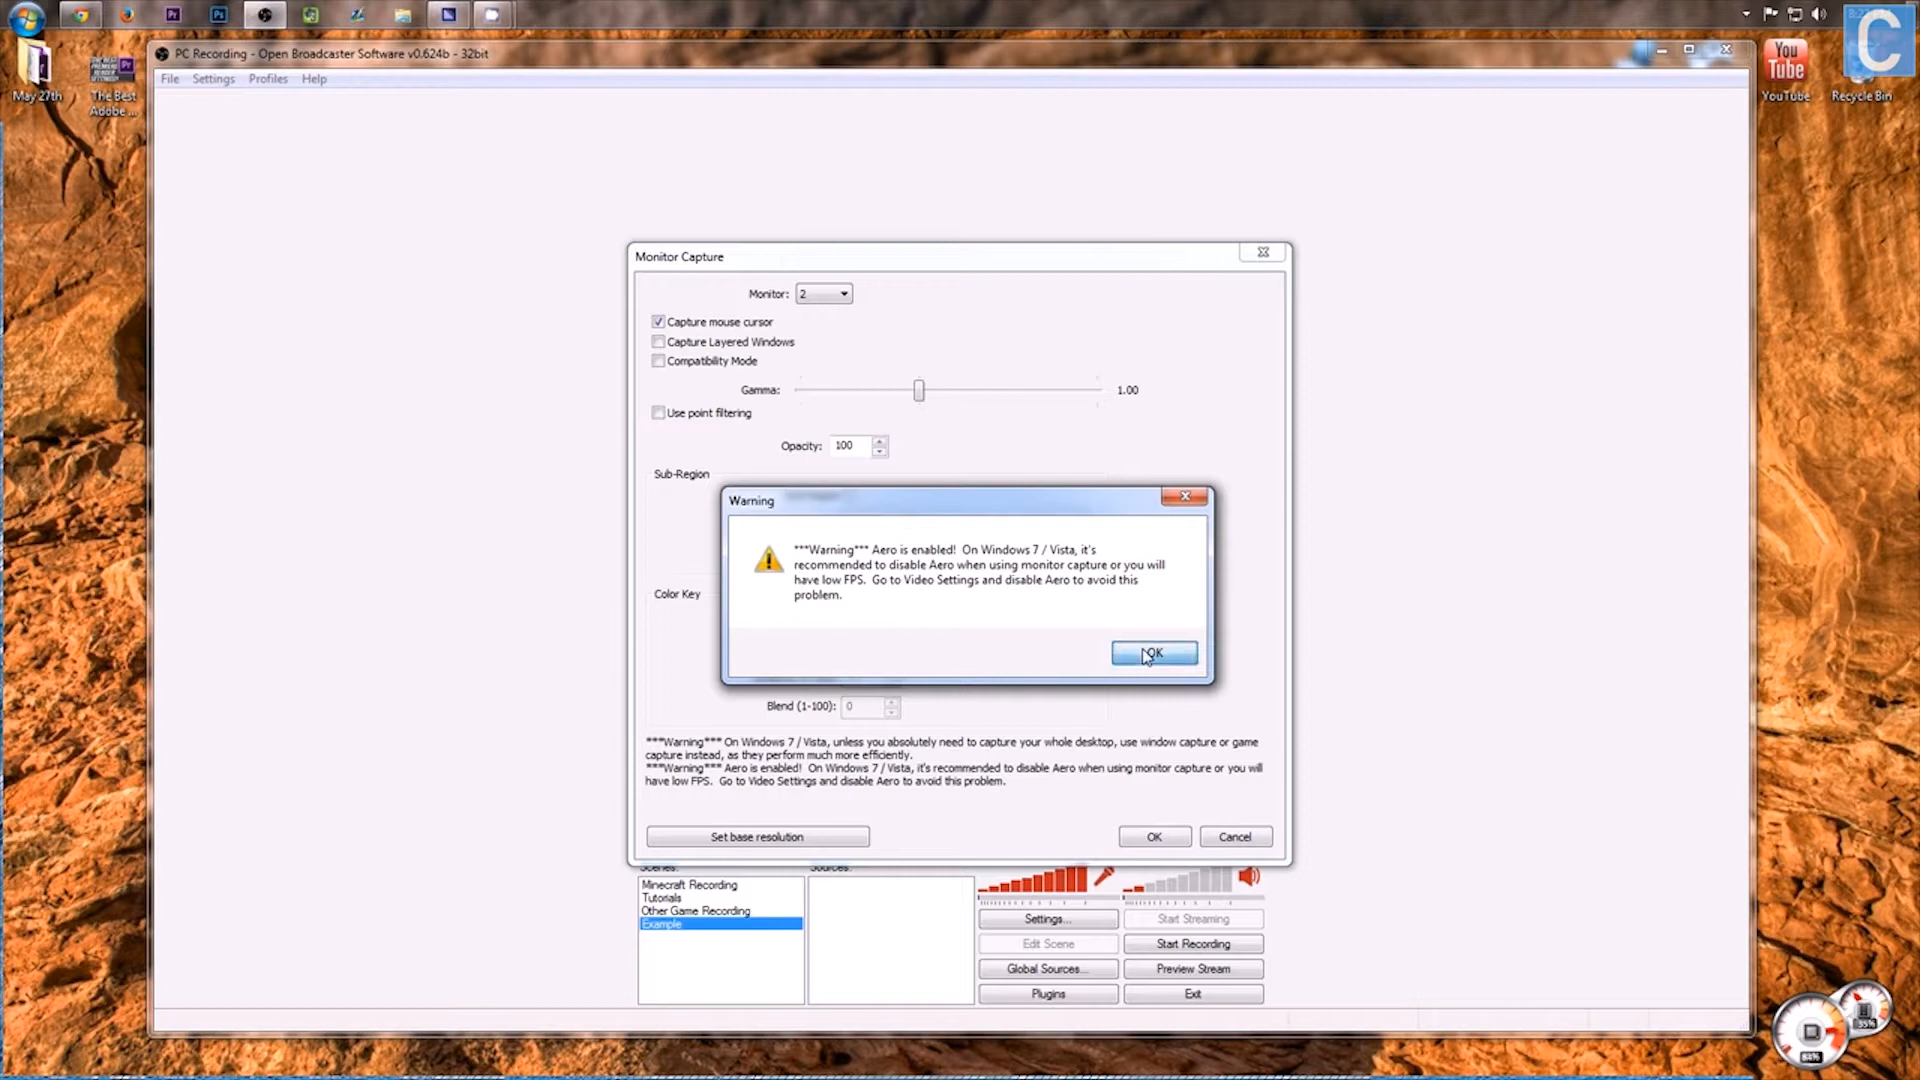 PC Recording - Open Broadcaster Software v0.624b - 32bit
File Settings Profiles Help
May 27th
The Best Adobe ...
You Tube
YouTube
Recycle Bin
C
Monitor Capture
Monitor: 2
Capture mouse cursor
Capture Layered Windows
Compatibility Mode
Gamma: 1.00
Use point filtering
Opacity: 100
Sub-Region
Warning
***Warning*** Aero is enabled! On Windows 7 / Vista, it's
recommended to disable Aero when using monitor capture or you will
have low FPS. Go to Video Settings and disable Aero to avoid this
problem.
OK
Color Key
Blend (1-100): 0
***Warning*** On Windows 7 / Vista, unless you absolutely need to capture your whole desktop, use window capture or game
capture instead, as they perform much more efficiently.
***Warning*** Aero is enabled! On Windows 7 / Vista, it's recommended to disable Aero when using monitor capture or you will
have low FPS. Go to Video Settings and disable Aero to avoid this problem.
Set base resolution OK Cancel
Scenes: Sources:
Minecraft Recording
Tutorials
Other Game Recording
Example
Settings... Start Streaming
Edit Scene Start Recording
Global Sources... Preview Stream
Plugins Exit